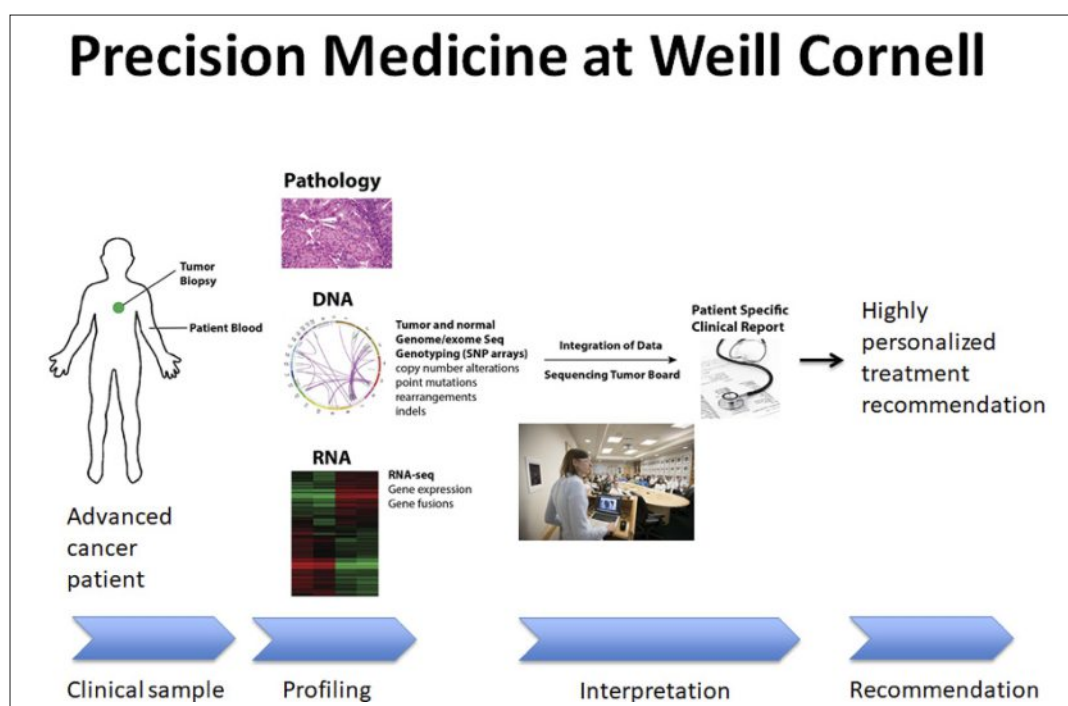 Precision Medicine at Weill Cornell
Pathology
Tumor
Biopsy
Patient Blood
DNA
Tumor and normal
Genome/exome Seq
Genotyping (SNP arrays)
copy number alterations
point mutations
rearrangements
indels
Integration of Data
Sequencing Tumor Board
Patient Specific
Clinical Report
Highly
personalized
treatment
recommendation
RNA
RNA-seq
Gene expression
Gene fusions
Advanced
cancer
patient
Clinical sample
Profiling
Interpretation
Recommendation